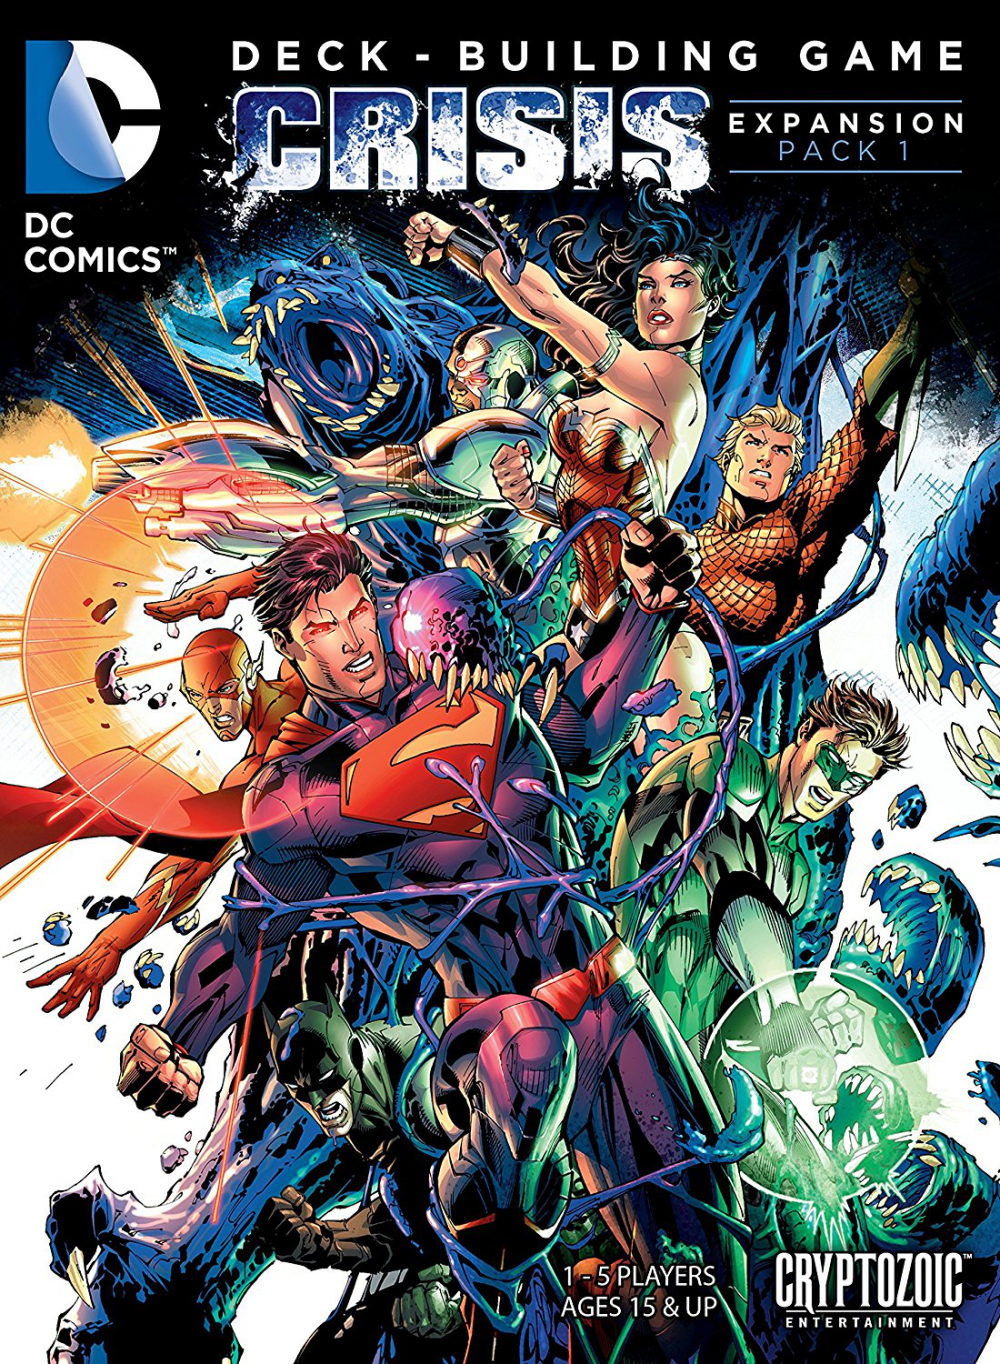 DECK - BUILDING GAME
CRISIS
EXPANSION
PACK 1
DC
COMICS™
1 - 5 PLAYERS
AGES 15 & UP
CRYPTOZOIC™
ENTERTAINMENT